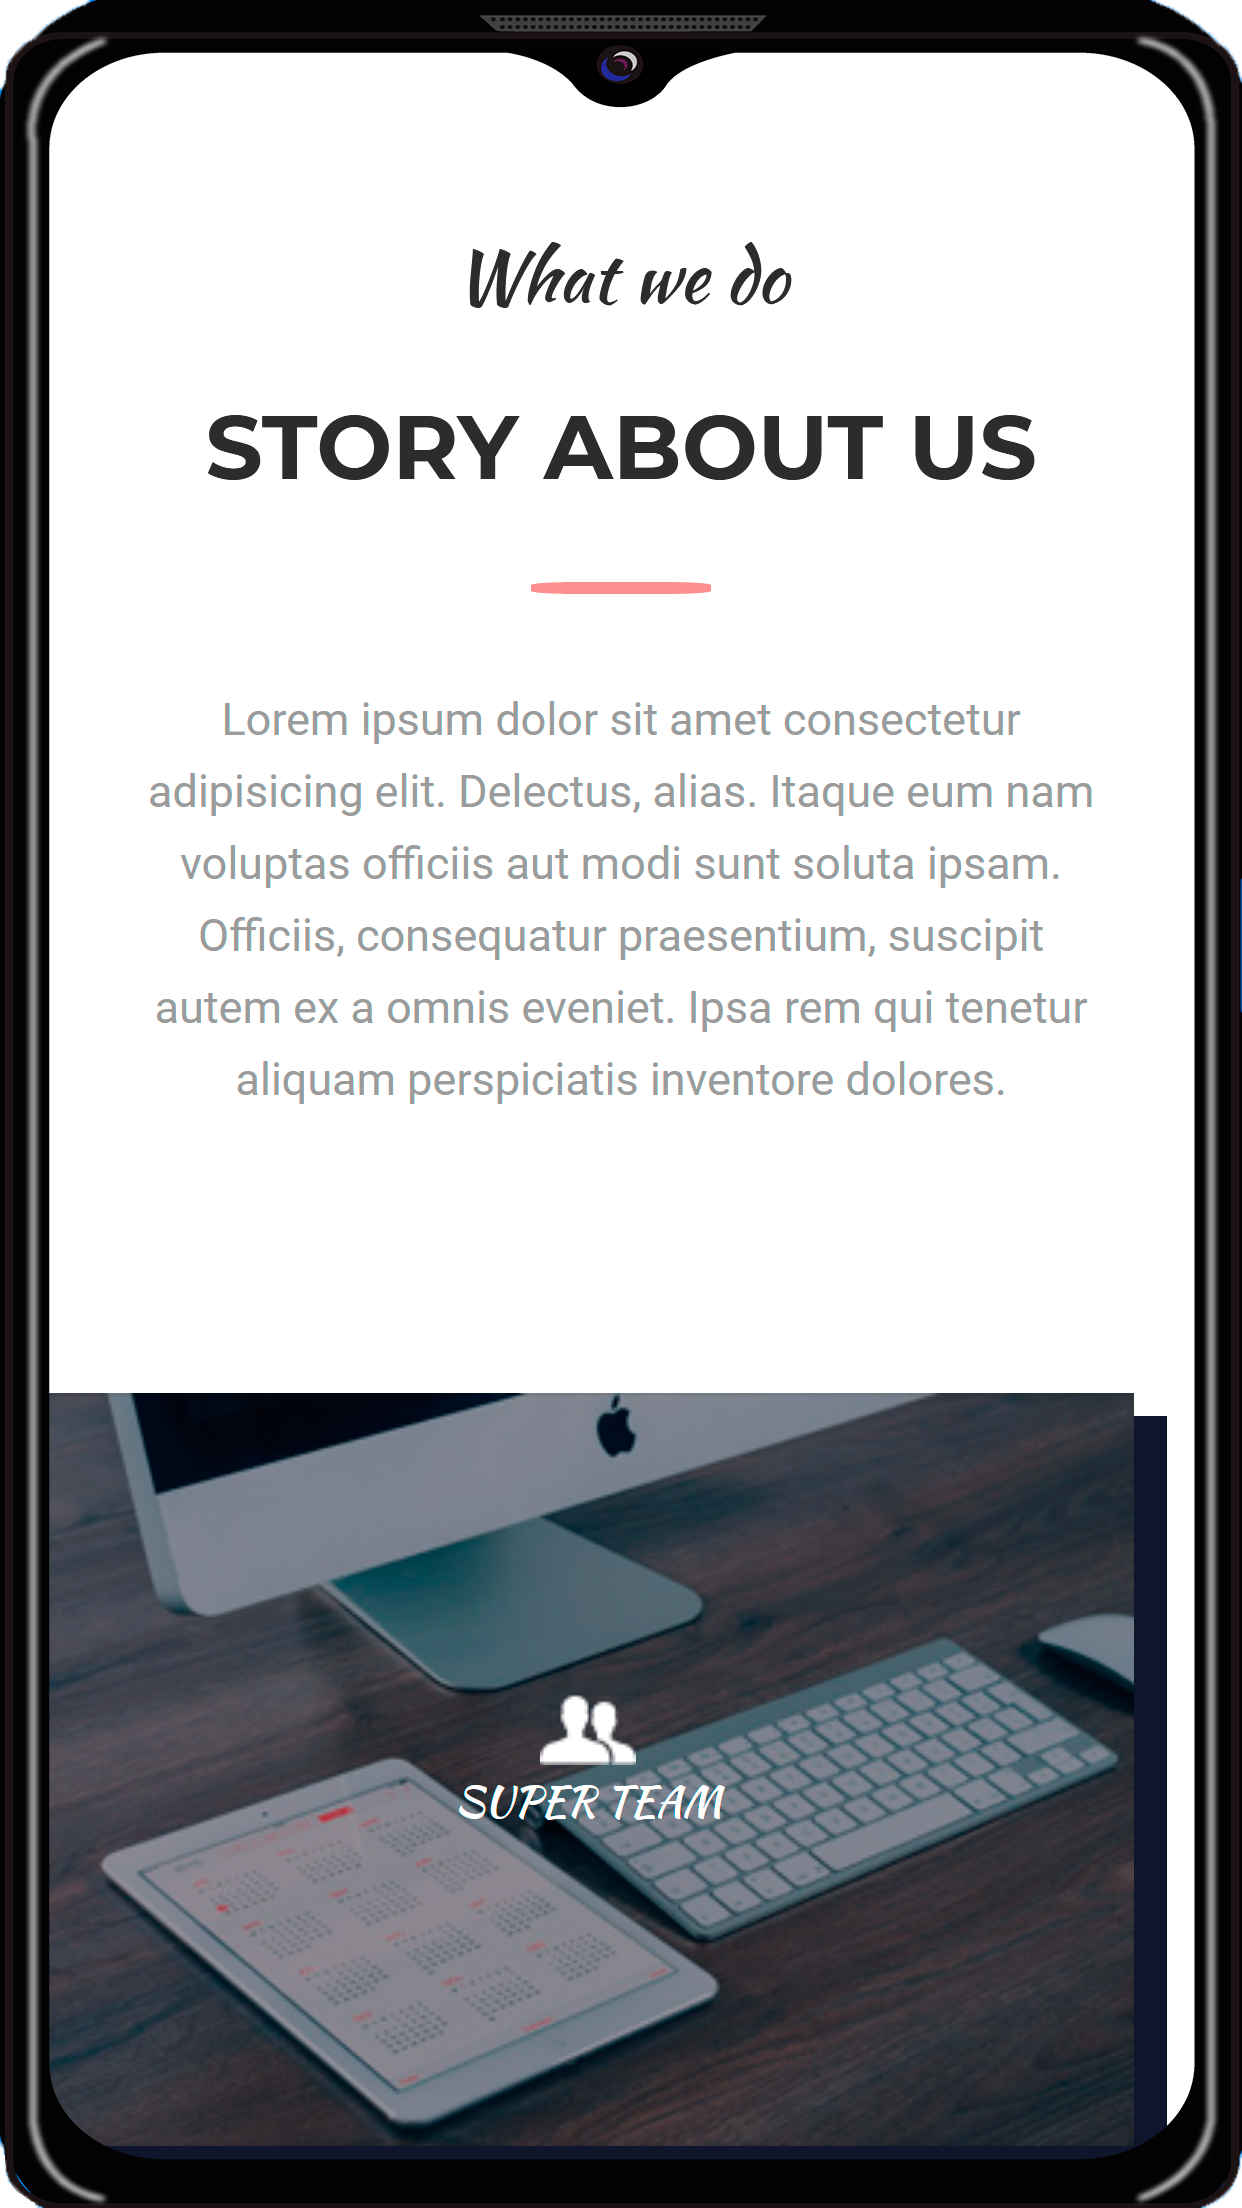 What we do
STORY ABOUT US
Lorem ipsum dolor sit amet consectetur
adipisicing elit. Delectus, alias. Itaque eum nam
voluptas officiis aut modi sunt soluta ipsam.
Officiis, consequatur praesentium, suscipit
autem ex a omnis eveniet. Ipsa rem qui tenetur
aliquam perspiciatis inventore dolores.
SUPER TEAM